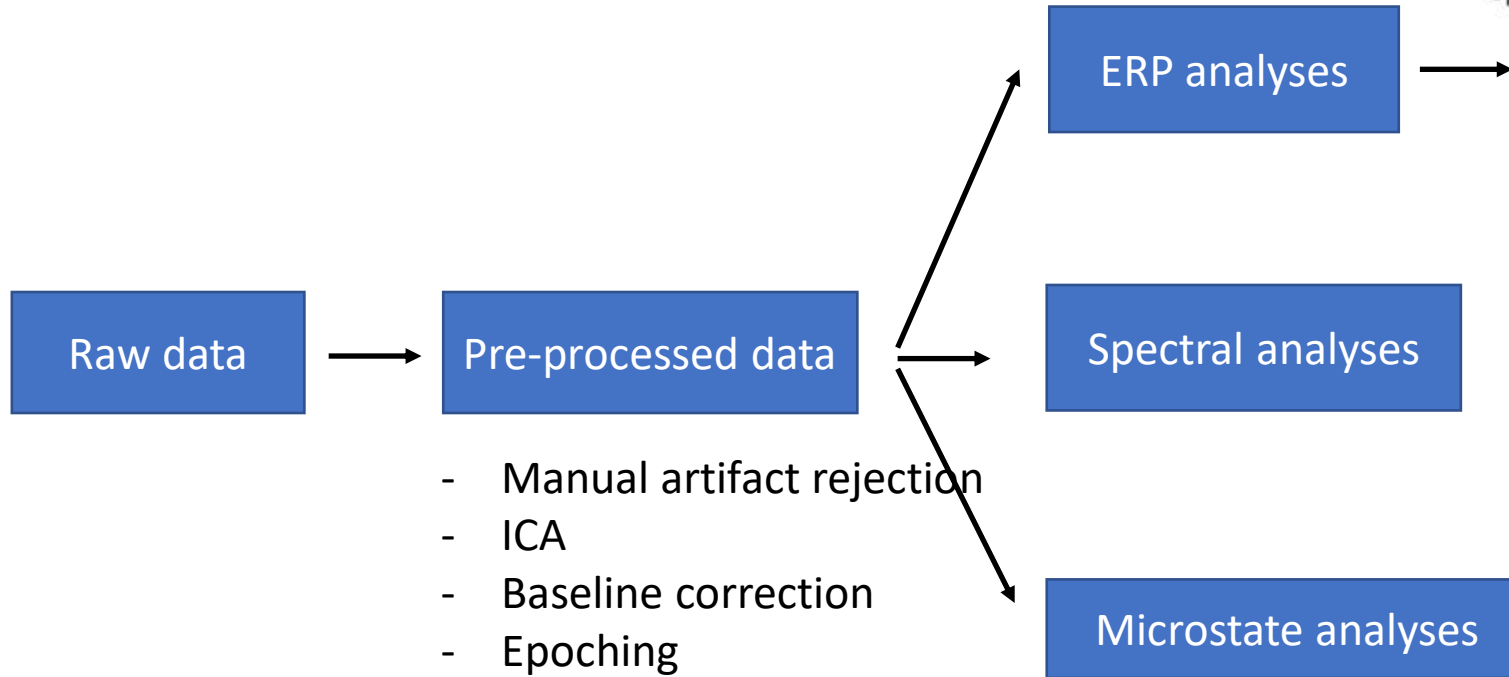 ERP analyses
Raw data
Pre-processed data
Spectral analyses
- Manual artifact rejection
- ICA
- Baseline correction
- Epoching
Microstate analyses